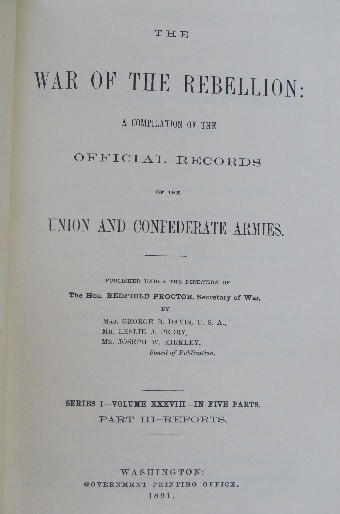 THE
WAR OF THE REBELLION:
A COMPILATION OF THE
OFFICIAL RECORDS
OF THE
UNION AND CONFEDERATE ARMIES.
PUBLISHED UNDER THE DIRECTION OF
The Hon. REDFIELD PROCTOR, Secretary of War,
BY
MAJ. GEORGE B. DAVIS, U. S. A.,
MR. LESLIE J. PERRY,
MR. JOSEPH W. KIRKLEY,
Board of Publication.
SERIES I—VOLUME XXXVIII—IN FIVE PARTS.
PART III—REPORTS.
WASHINGTON:
GOVERNMENT PRINTING OFFICE.
1891.